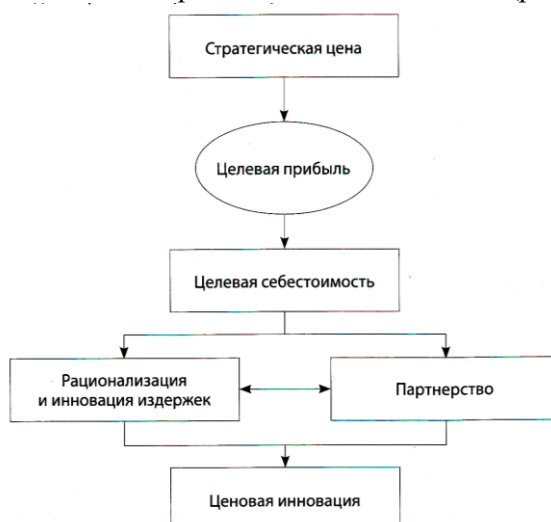 Стратегическая цена
Целевая прибыль
Целевая себестоимость
Рационализация
и инновация издержек
Партнерство
Ценовая инновация